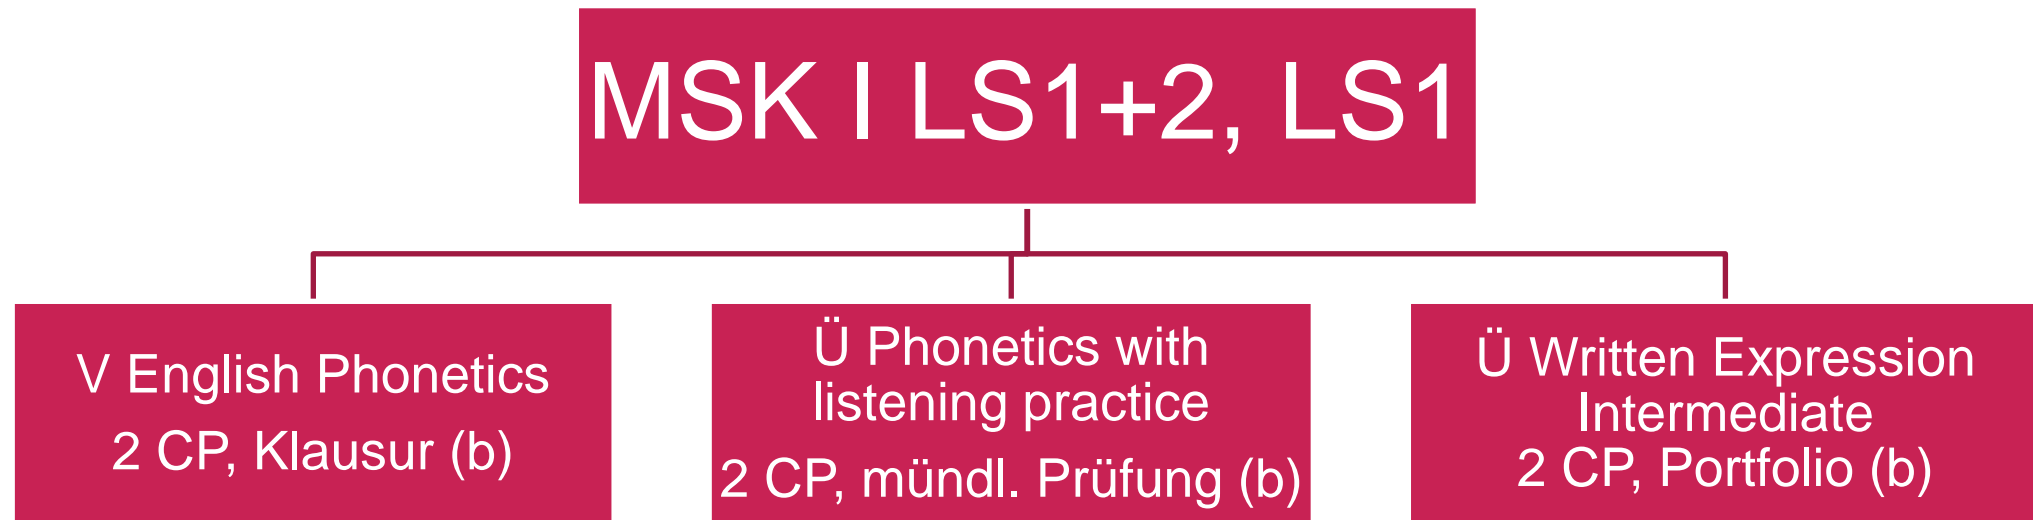 MSK I LS1+2, LS1
V English Phonetics
2 CP, Klausur (b)
Ü Phonetics with
listening practice
2 CP, mündl. Prüfung (b)
Ü Written Expression
Intermediate
2 CP, Portfolio (b)